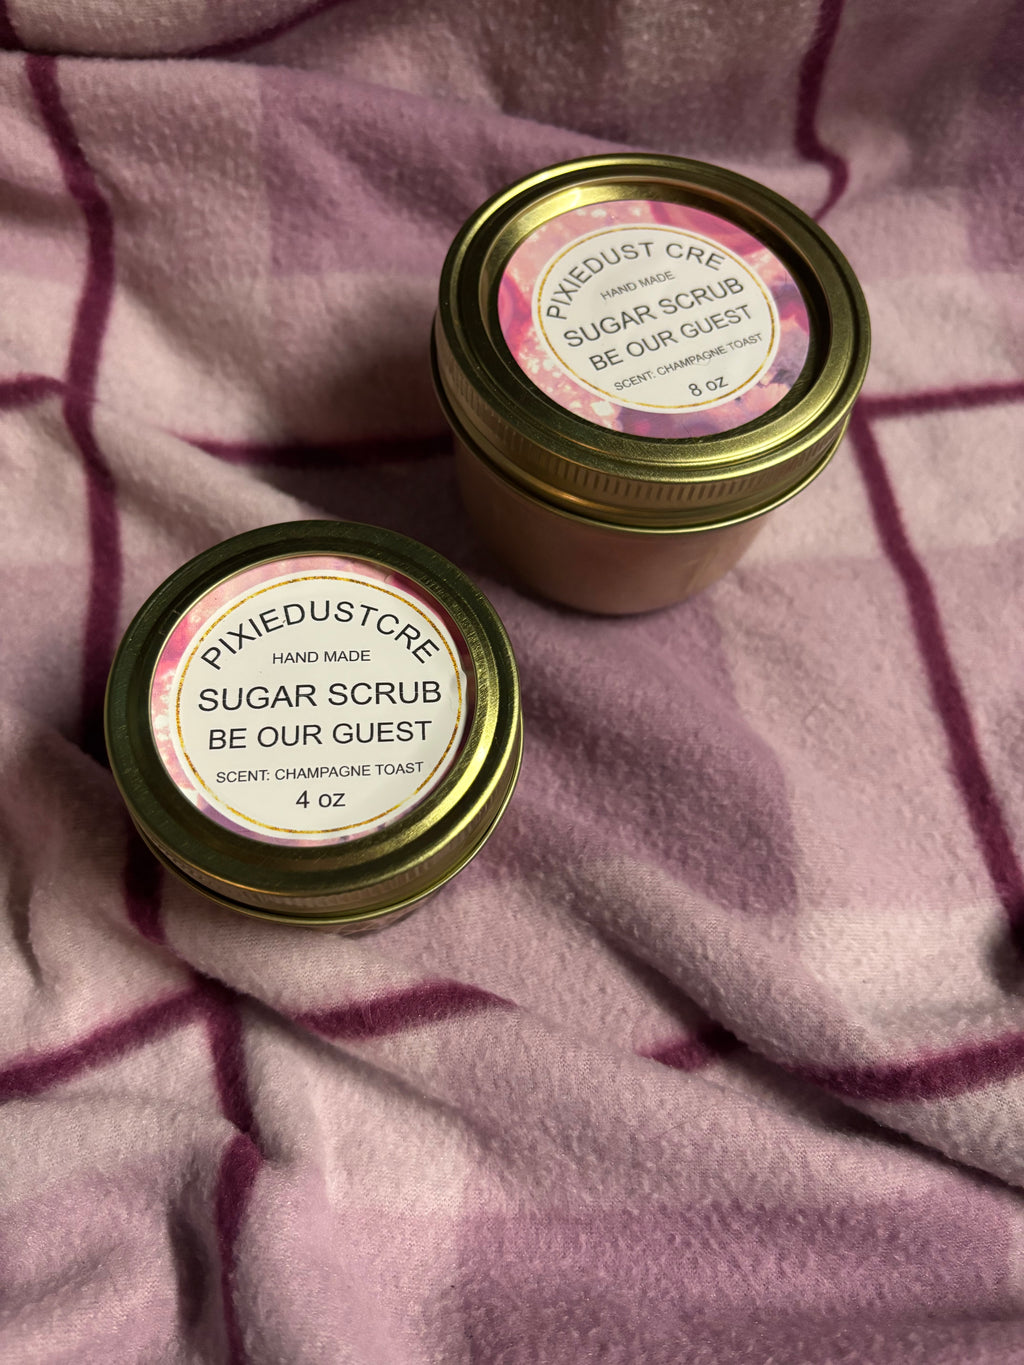 PIXIEDUST CRE
HAND MADE
SUGAR SCRUB
BE OUR GUEST
SCENT: CHAMPAGNE TOAST
8 oz
PIXIEDUSTCRE
HAND MADE
SUGAR SCRUB
BE OUR GUEST
SCENT: CHAMPAGNE TOAST
4 oz